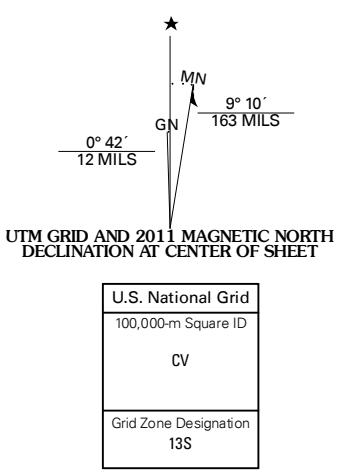 ★
MN
GN
9° 10´
163 MILS
0° 42´
12 MILS
UTM GRID AND 2011 MAGNETIC NORTH
DECLINATION AT CENTER OF SHEET
U.S. National Grid
100,000-m Square ID
CV
Grid Zone Designation
13S